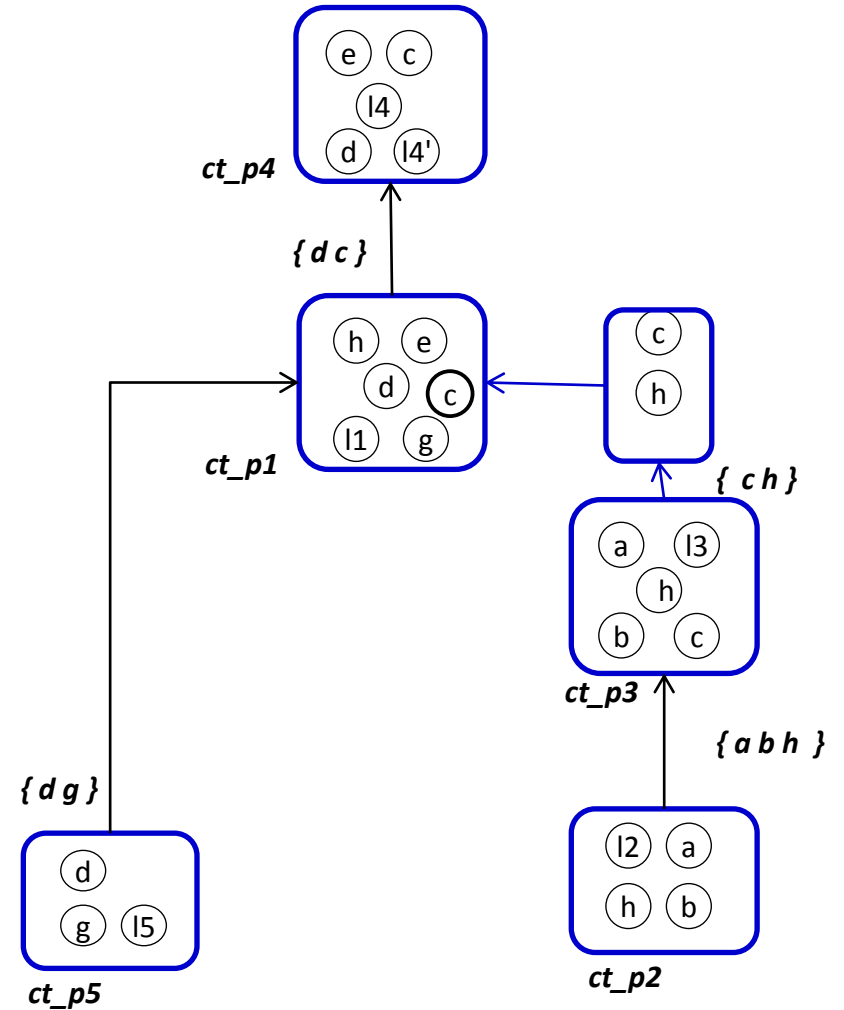 e c
l4
d l4'
ct_p4
{ d c }
h e
d c
l1 g
ct_p1
c
h
{ c h }
a l3
h
b c
ct_p3
{ a b h }
{ d g }
d
g l5
ct_p5
l2 a
h b
ct_p2